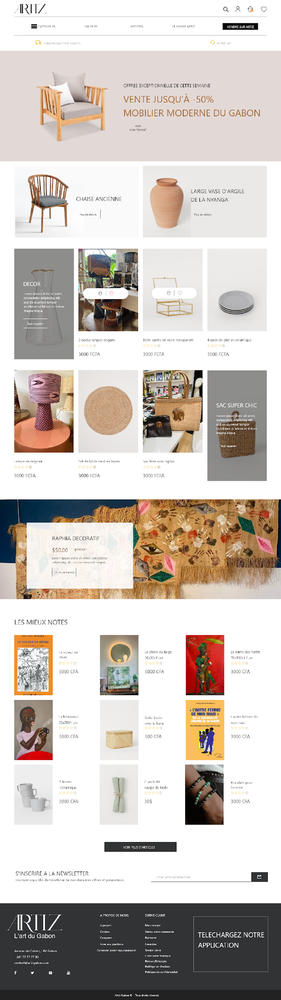 ARTIZ
CATEGORIES GALERIES ARTISTES LE MUSEE ARTIZ VENDRE SUR ARTIZ
LIVRAISON DANS TOUT LE GABON SUPPORT 24/7
OFFRES EXCEPTIONNELLE DE CETTE SEMAINE
VENTE JUSQU'À -50%
MOBILIER MODERNE DU GABON
VOIR
MAINTENANT
CHAISE ANCIENNE
Plus de details
LARGE VASE D'ARGILE
DE LA NYANGA
Plus de details
DECOR
Lorem ipsum dolor sit amet,
consectetur adipiscing elit,
sed do eiusmod tempor
incididunt ut labore et dolore
magna aliqua.
Tout regarder
2-packs lampes origami
3000 FCFA
Boîte carrée en verre transparent
3000 FCFA
4-pack de plat en céramique
3000 FCFA
Lampe en origami
3000 FCFA
Set de table rond en lianes
3000 FCFA
Sac tissé avec raphia
3000 FCFA
SAC SUPER CHIC
Lorem ipsum dolor sit amet,
consectetur adipiscing elit,
sed do eiusmod tempor
incididunt ut labore et dolore
magna aliqua.
Tout regarder
RAPHIA DECORATIF
$50.00 $220.00
Lorem ipsum dolor sit amet, consectetur
adipiscing elit, sed do eiusmod tempor.
PLUS DE DETAILS
LES MIEUX NOTES
LE VOLEUR DE RÊVES
Le voleur de
rêves
3000 CFA
Le phare du large
30x30x1 cm
3000 CFA
La dame des forêts
70x100x1.5 cm
3000 CFA
La bitamoise
50x70X1 cm
3000 CFA
Boite tissée
avec la liane
300 CFA
« L'AUTRE FEMME
DE MON MARI »
OU LA CONJUGALITÉ
DÉDOUBLÉE AU GABON
L'autre femme de
mon mari
3000 CFA
4 tasses
Ceramique
3000 CFA
2 pack de
nappe de table
30$
Bracelets pour
homme
3000 CFA
VOIR PLUS D'ARTICLES
S'INSCRIRE A LA NEWSLETTER
Inscrivez vous afin de bénéficier de nos dernières offres et promotions
Entrer votre adresse mail
ARTIZ
L'art du Gabon
Avenue de Cointet, LBV Gabon
241 77 77 77 00
contact@artizgabon.com
A PROPOS DE NOUS
A propos
Contact
Comparer
Foire aux questions
Comment passer ma commande
SERIVE CLIENT
Mon compte
Suivez votre commande
Paiement
Garanties
Service client
Créez votre boutique
Retours/Echanges
Politique de livraison
Politique de confidentialité
TELECHARGEZ NOTRE
APPLICATION
Artiz Gabon © Tous droits réservés